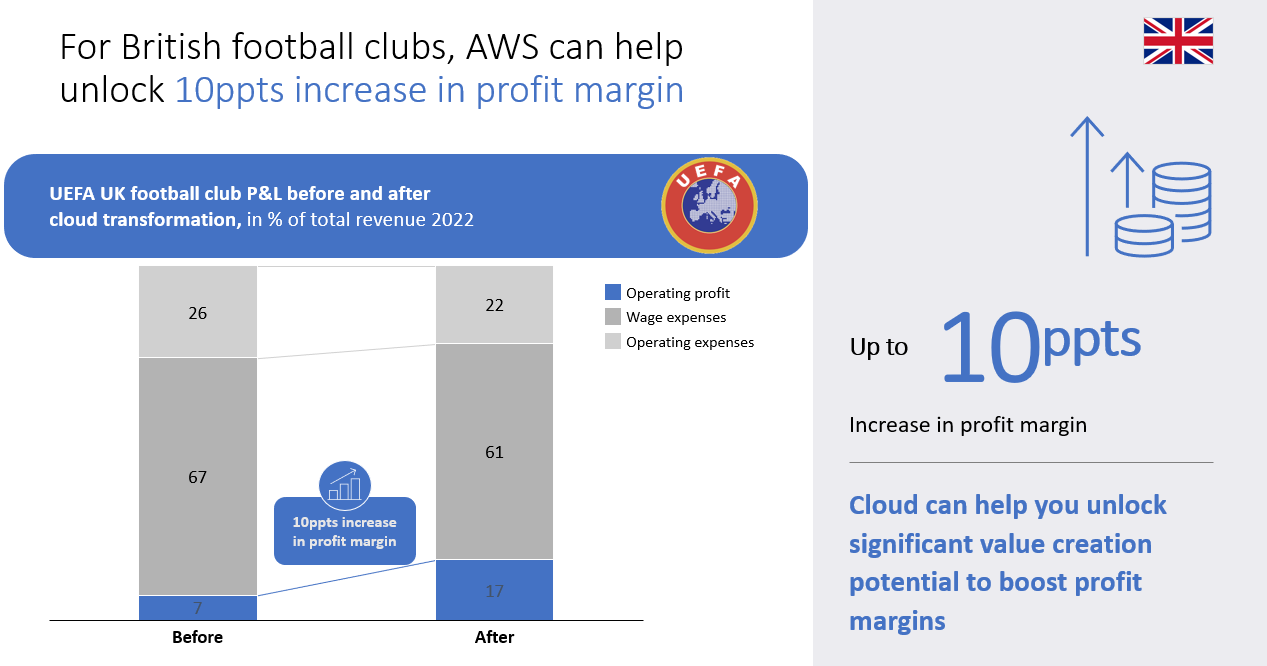 For British football clubs, AWS can help
unlock 10ppts increase in profit margin
UEFA UK football club P&L before and after
cloud transformation, in % of total revenue 2022
UEFA
26
67
7
Before
10ppts increase
in profit margin
22
61
17
After
Operating profit
Wage expenses
Operating expenses
Up to 10ppts
Increase in profit margin
Cloud can help you unlock
significant value creation
potential to boost profit
margins